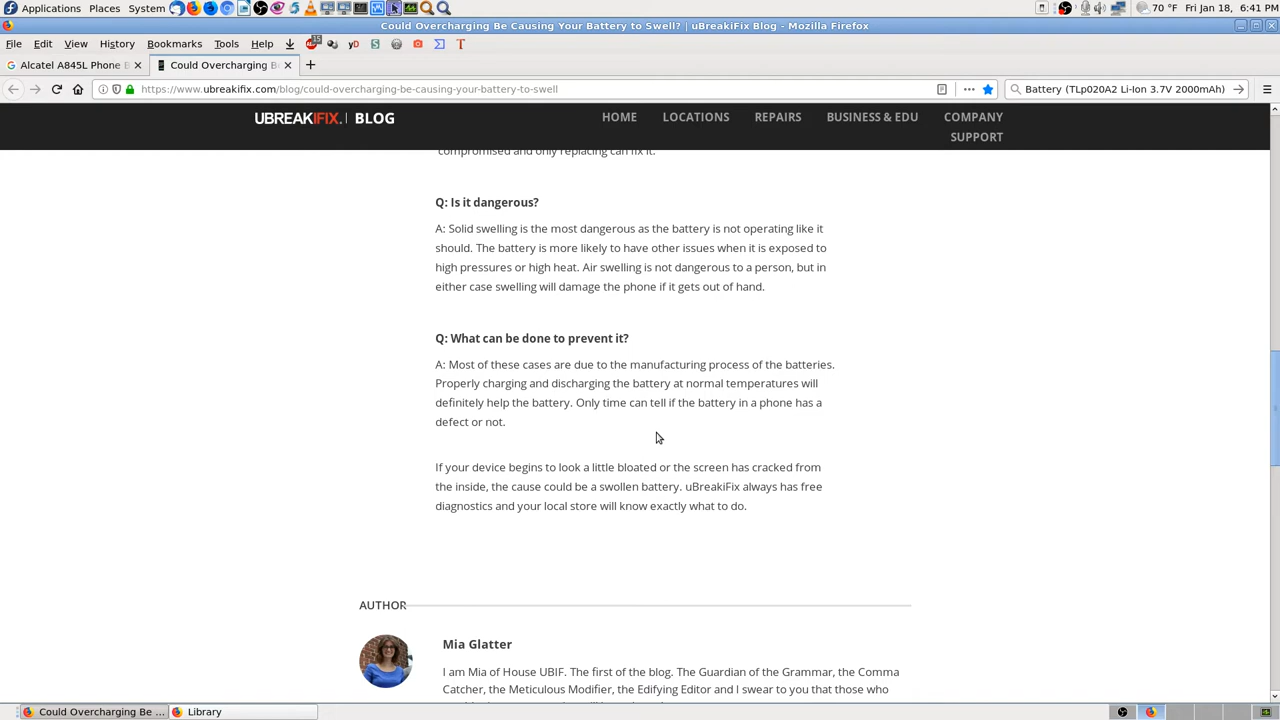 Applications Places System 70 °F Fri Jan 18, 6:41 PM
Could Overcharging Be Causing Your Battery to Swell? | uBreakiFix Blog - Mozilla Firefox
File Edit View History Bookmarks Tools Help
Alcatel A845L Phone B Could Overcharging Be
https://www.ubreakifix.com/blog/could-overcharging-be-causing-your-battery-to-swell Battery (TLp020A2 Li-Ion 3.7V 2000mAh)
UBREAKIFIX. | BLOG HOME LOCATIONS REPAIRS BUSINESS & EDU COMPANY
SUPPORT
compromised and only replacing can fix it.
Q: Is it dangerous?
A: Solid swelling is the most dangerous as the battery is not operating like it
should. The battery is more likely to have other issues when it is exposed to
high pressures or high heat. Air swelling is not dangerous to a person, but in
either case swelling will damage the phone if it gets out of hand.
Q: What can be done to prevent it?
A: Most of these cases are due to the manufacturing process of the batteries.
Properly charging and discharging the battery at normal temperatures will
definitely help the battery. Only time can tell if the battery in a phone has a
defect or not.
If your device begins to look a little bloated or the screen has cracked from
the inside, the cause could be a swollen battery. uBreakiFix always has free
diagnostics and your local store will know exactly what to do.
AUTHOR
Mia Glatter
I am Mia of House UBIF. The first of the blog. The Guardian of the Grammar, the Comma
Catcher, the Meticulous Modifier, the Edifying Editor and I swear to you that those who
Could Overcharging Be ... Library